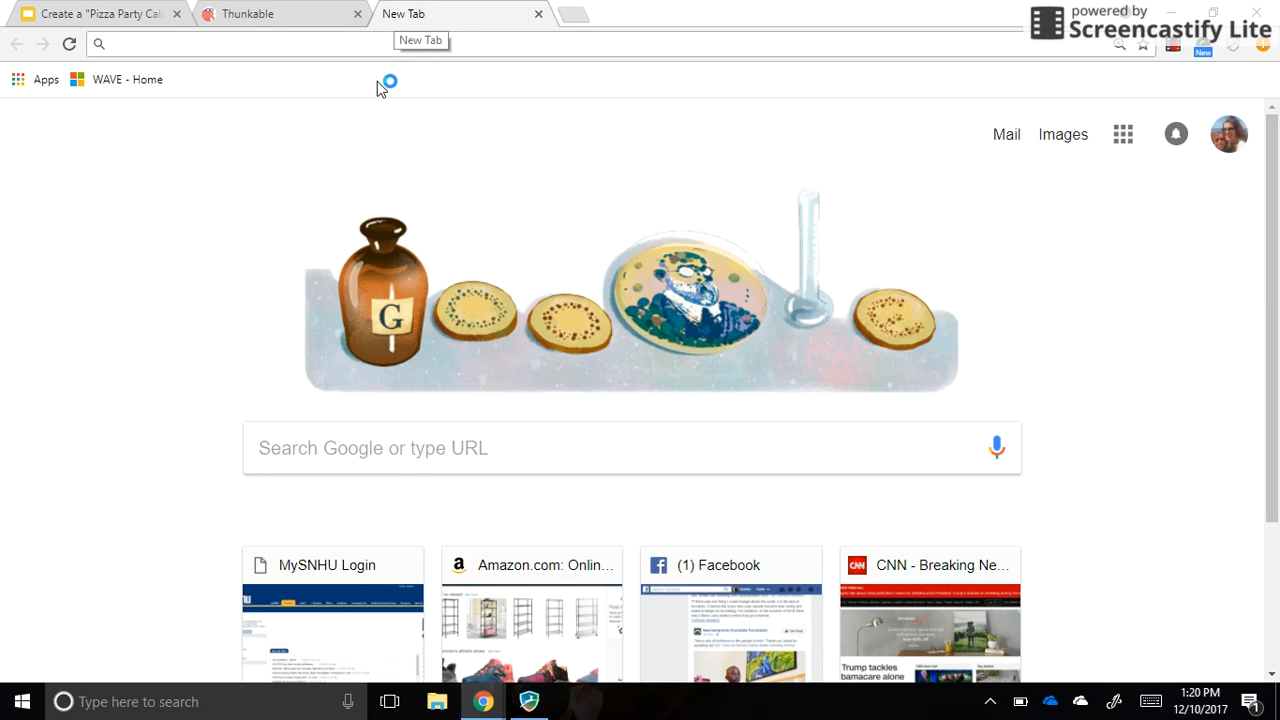 Create a "Pizza Party Calc
Thunkable
New Tab
powered by
Screencastify Lite
New Tab
New
Apps
WAVE - Home
Mail
Images
G
Search Google or type URL
MySNHU Login
Amazon.com: Onlin...
(1) Facebook
CNN - Breaking Ne...
Trump tackles
bamacare alone
Type here to search
1:20 PM
12/10/2017
1